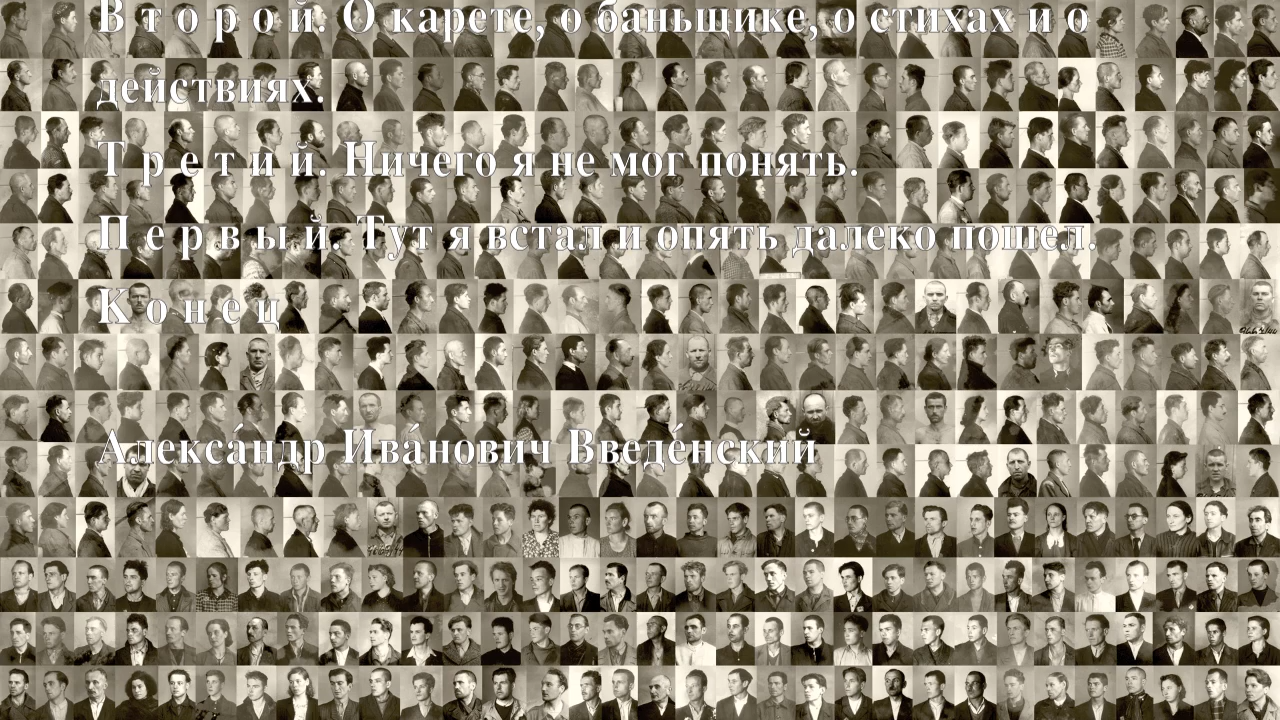 В т о р о й. О карете, о баньщике, о стихах и о
действиях.
Т р е т и й. Ничего я не мог понять.
П е р в ы й. Тут я встал и опять далеко пошел.
К о н е ц
Алекса́ндр Ива́нович Введе́нский